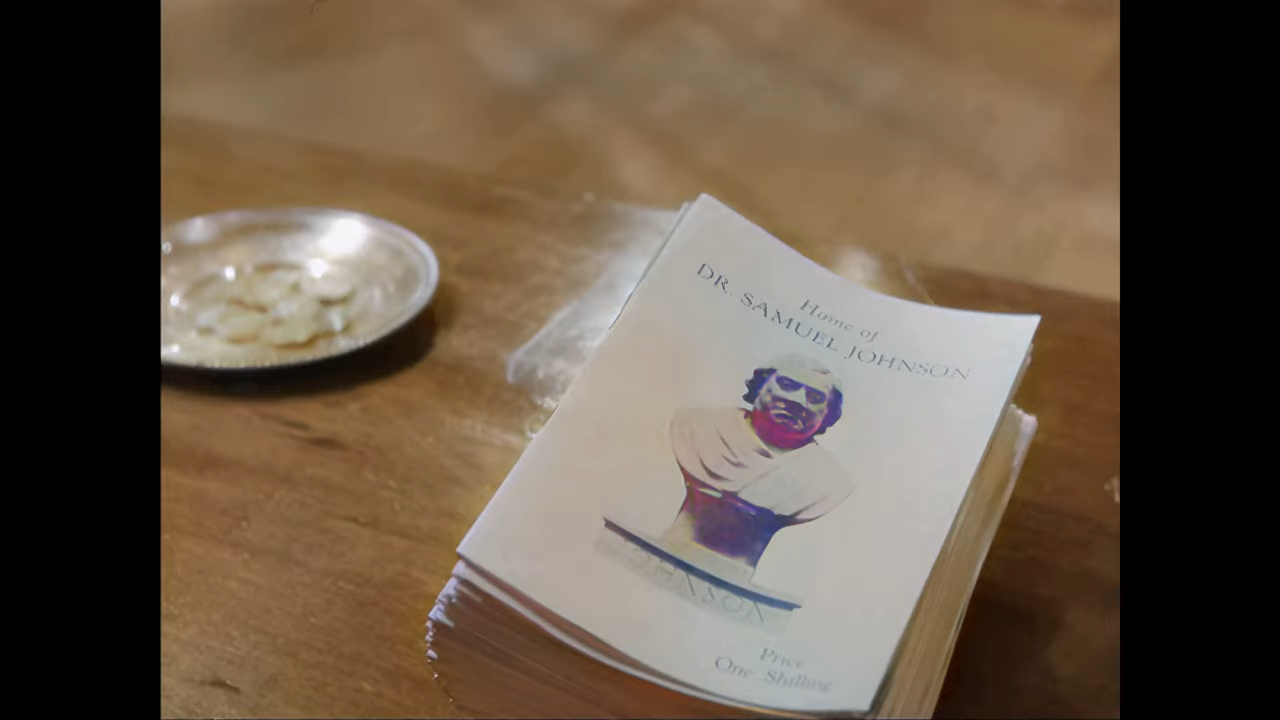 Home of
DR. SAMUEL JOHNSON
JOHNSON
Price
One Shilling